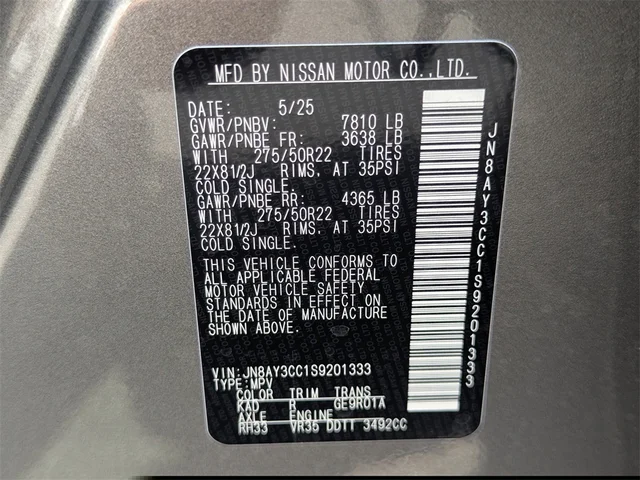 MFD BY NISSAN MOTOR CO.,LTD.
DATE: 5/25
GVWR/PNBV: 7810 LB
GAWR/PNBE FR: 3638 LB
WITH 275/50R22 TIRES
22X81/2J RIMS, AT 35PSI
COLD SINGLE.
GAWR/PNBE RR: 4365 LB
WITH 275/50R22 TIRES
22X81/2J RIMS, AT 35PSI
COLD SINGLE.
THIS VEHICLE CONFORMS TO
ALL APPLICABLE FEDERAL
MOTOR VEHICLE SAFETY
STANDARDS IN EFFECT ON
THE DATE OF MANUFACTURE
SHOWN ABOVE.
VIN:JN8AY3CC1S9201333
TYPE:MPV
COLOR TRIM TRANS
KAD R GE9R01A
AXLE ENGINE
RH33 VR35 DDTT 3492CC
JN8AY3CC1S9201333